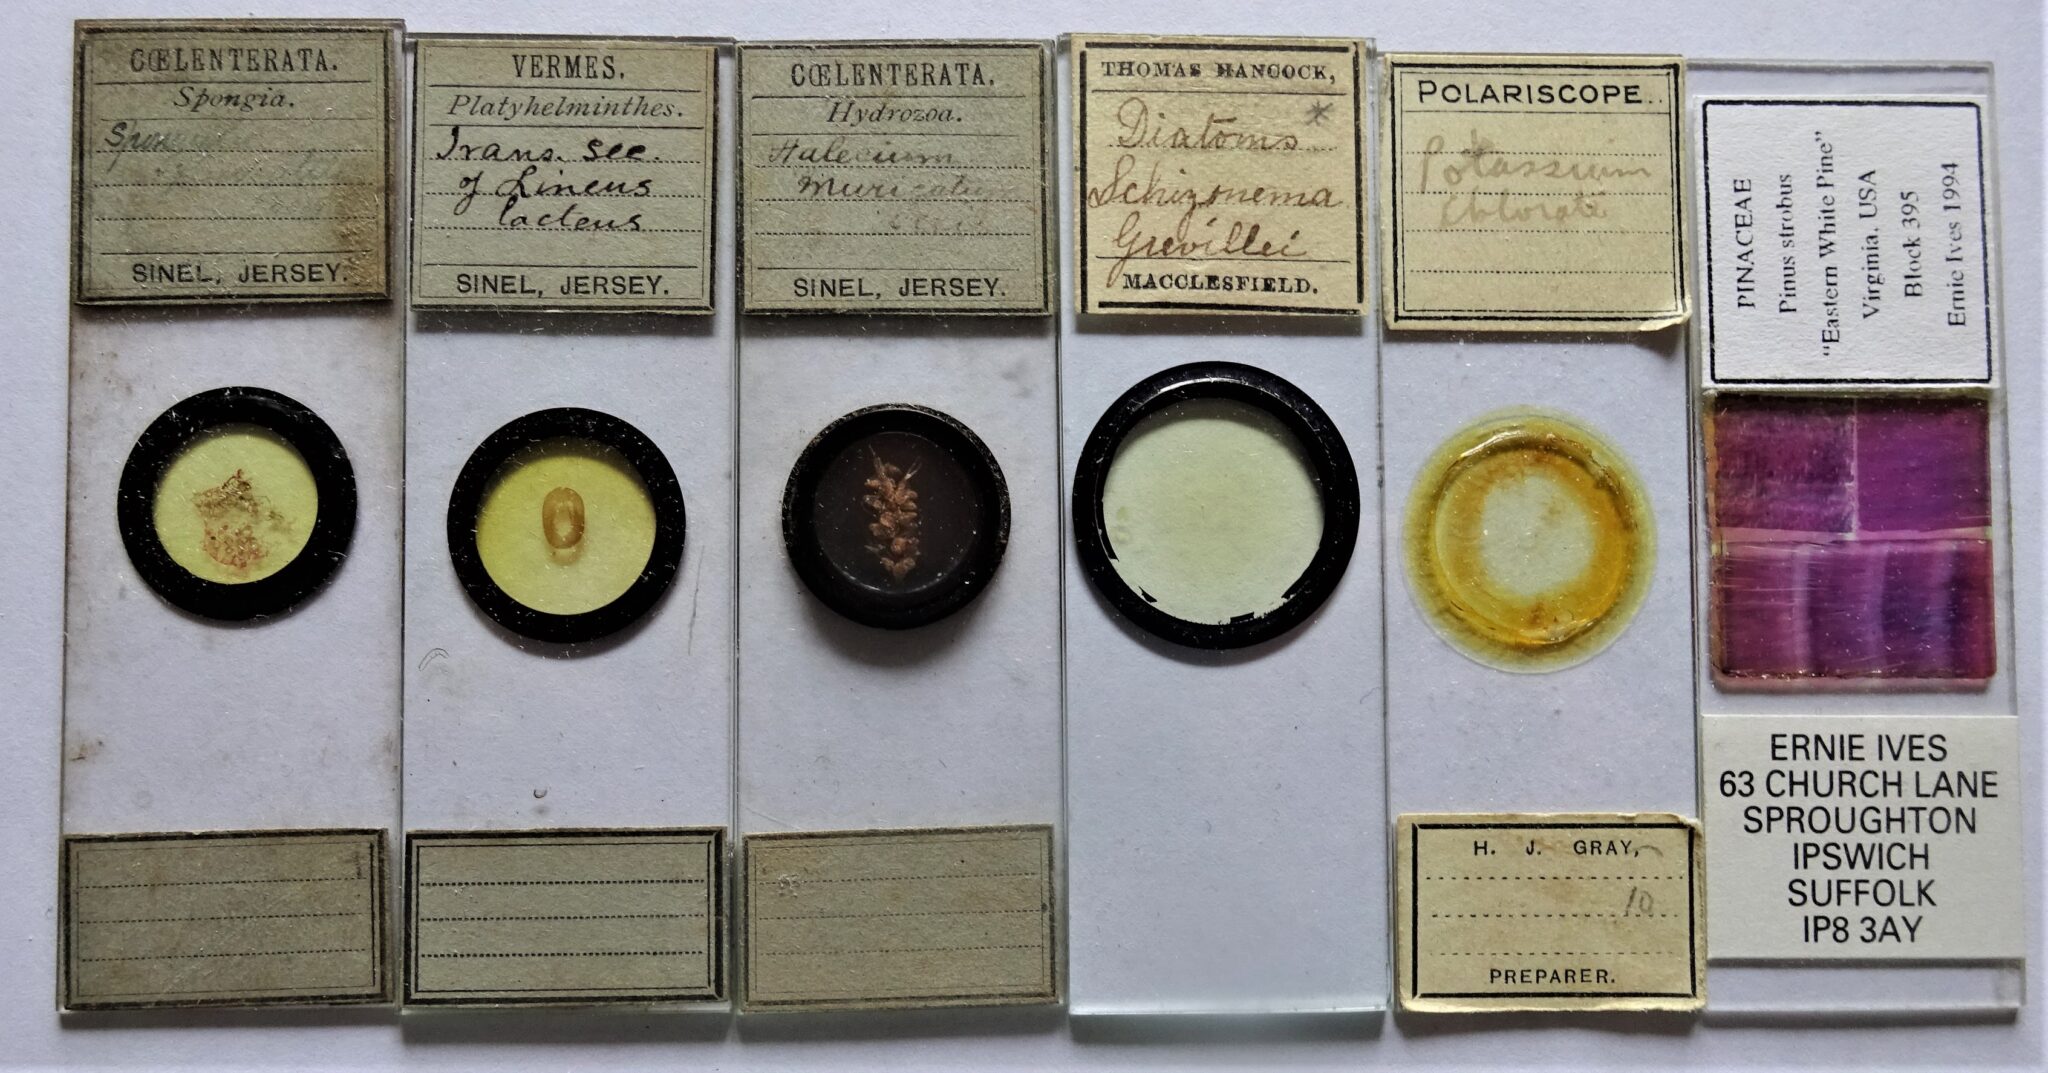 CŒLENTERATA.
Spongia.
SINEL, JERSEY.
VERMES.
Platyhelminthes.
Trans. sec.
of Lineus
lacteus
SINEL, JERSEY.
CŒLENTERATA.
Hydrozoa.
Halecium
SINEL, JERSEY.
THOMAS HANCOCK,
Diatoms
Schizonema
Grevillei
MACCLESFIELD.
POLARISCOPE.
Potassium
Chlorate
H. J. GRAY,
10
PREPARER.
PINACEAE
Pinus strobus
"Eastern White Pine"
Virginia, USA
Block 395
Ernie Ives 1994
ERNIE IVES
63 CHURCH LANE
SPROUGHTON
IPSWICH
SUFFOLK
IP8 3AY